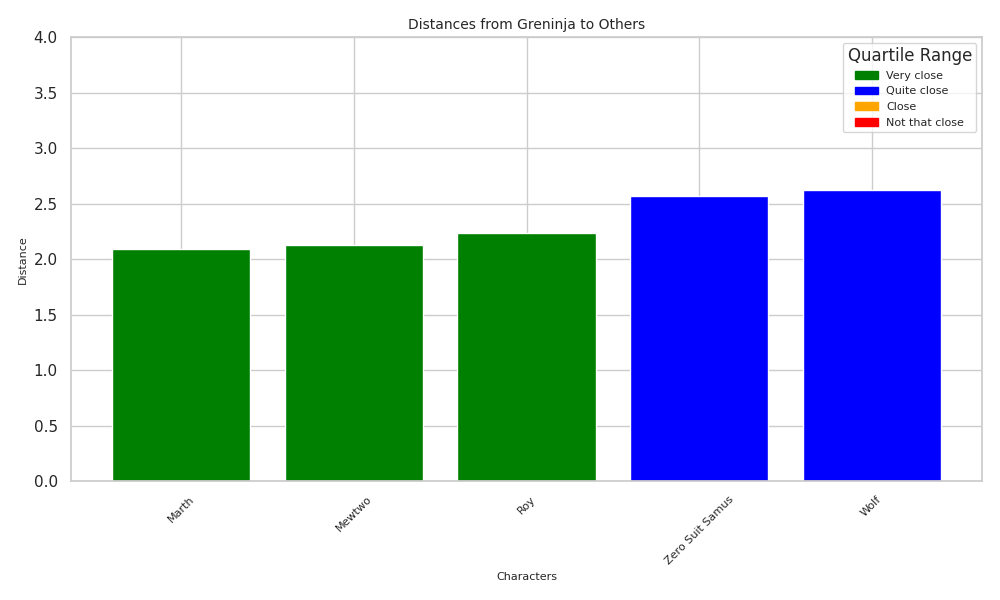 Distances from Greninja to Others
Quartile Range
Very close
Quite close
Close
Not that close
4.0
3.5
3.0
2.5
2.0
1.5
1.0
0.5
0.0
Distance
Marth
Mewtwo
Roy
Zero Suit Samus
Wolf
Characters